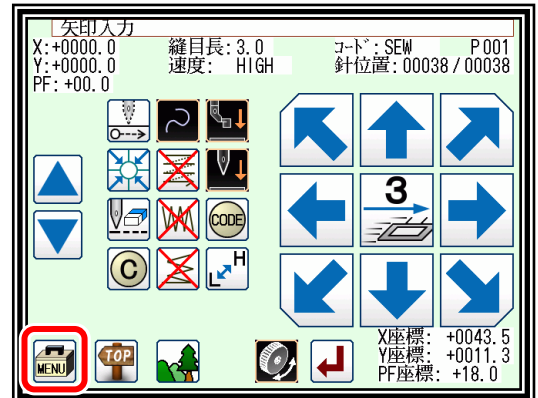 矢印入力
X:+0000.0 縫目長:3.0 コード:SEW P001
Y:+0000.0 速度: HIGH 針位置:00038/00038
PF:+00.0
3
CODE
C
L H
X座標: +0043.5
Y座標: +0011.3
PF座標: +18.0
MENU TOP